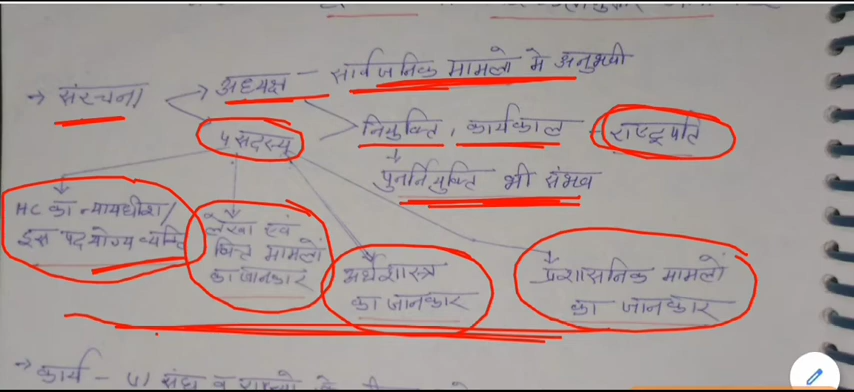 → संरचना
अध्यक्ष - सार्वजनिक मामलो मे अनुभवी
५ सदस्य
नियुक्ति, कार्यकाल - राष्ट्रपति
पुनर्नियुक्ति भी संभव
HC का न्यायधीश/
इस पद योग्य व्यक्ति
लेखा एवं
वित्त मामलों
का जानकार
अर्थशास्त्र
का जानकार
प्रशासनिक मामलों
का जानकार
→ कार्य - संघ व राज्यो